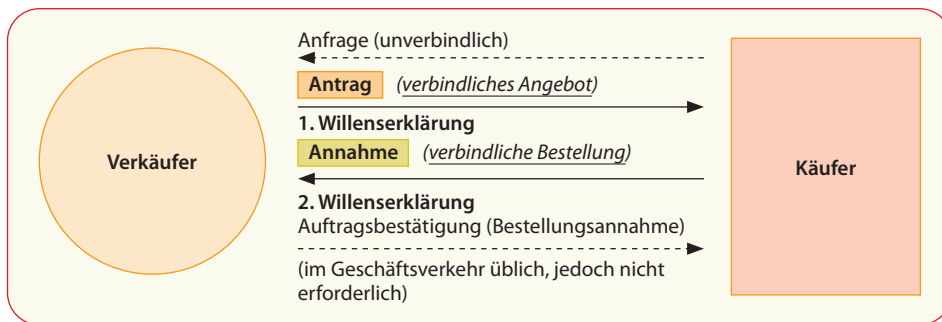 Anfrage (unverbindlich)
Antrag (verbindliches Angebot)
1. Willenserklärung
Annahme (verbindliche Bestellung)
Verkäufer
Käufer
2. Willenserklärung
Auftragsbestätigung (Bestellungsannahme)
(im Geschäftsverkehr üblich, jedoch nicht
erforderlich)